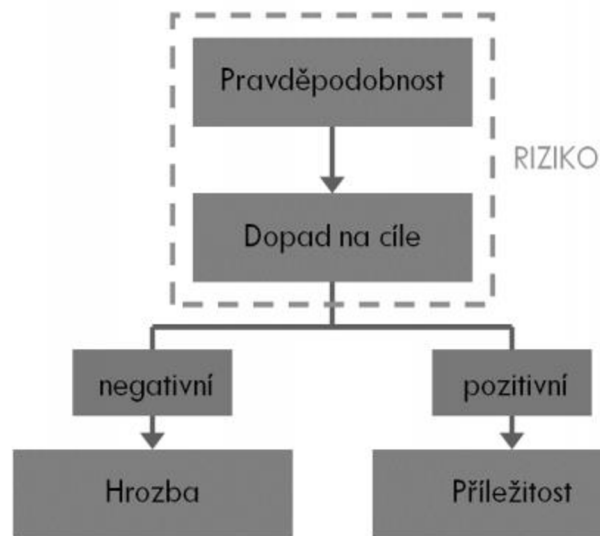 Pravděpodobnost
RIZIKO
Dopad na cíle
negativní
pozitivní
Hrozba
Příležitost